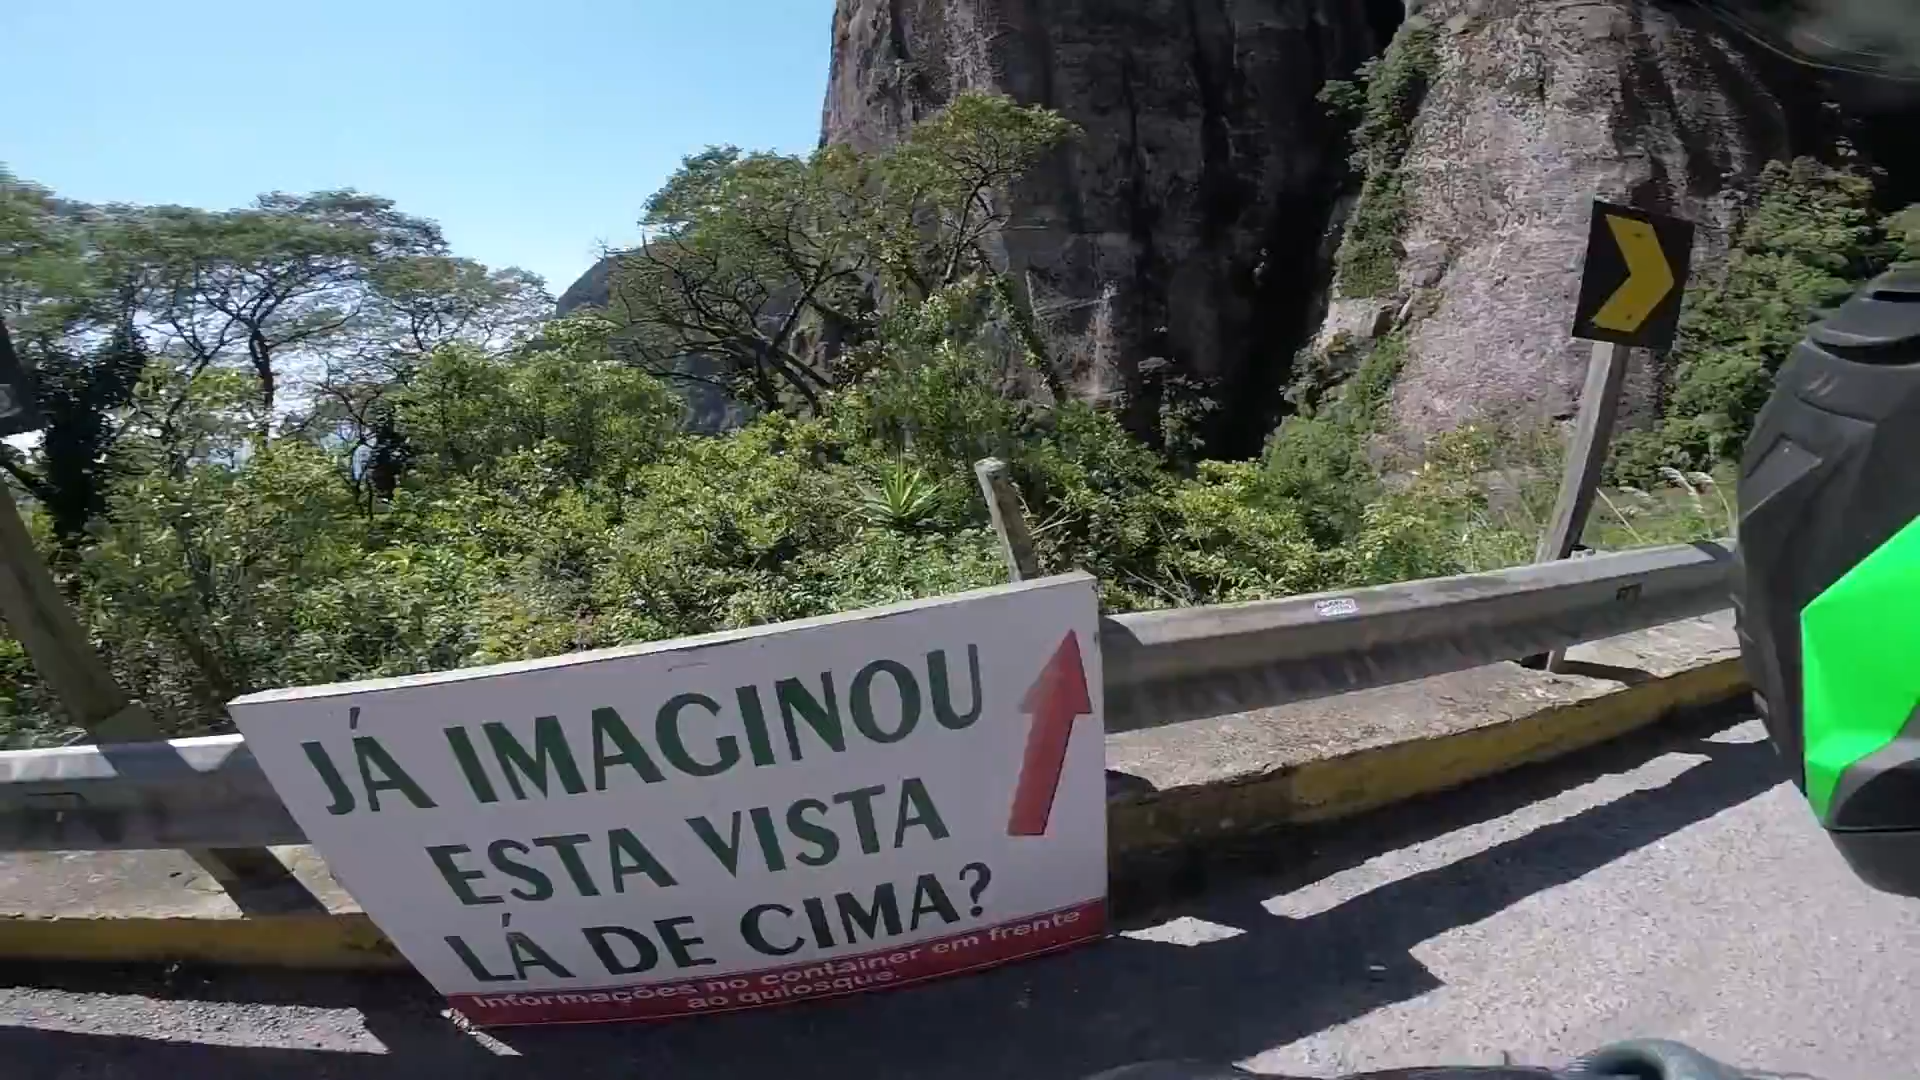 JÁ IMAGINOU
ESTA VISTA
LÁ DE CIMA?
Informações no container em frente
ao quiosque.